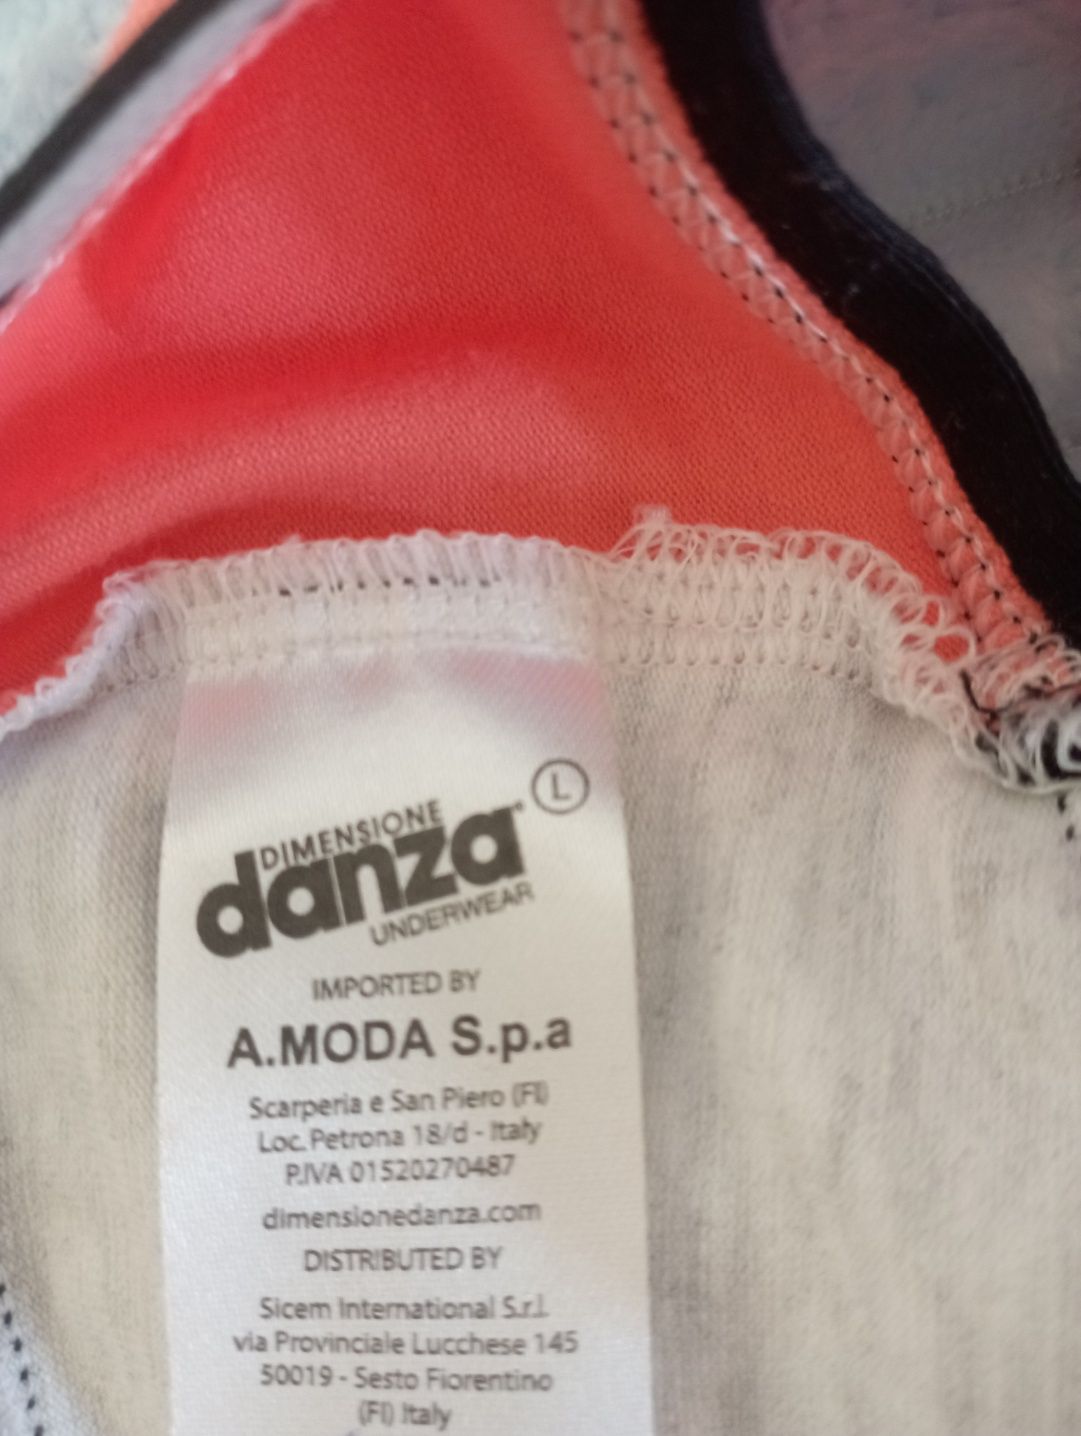 L
DIMENSIONE
danza
UNDERWEAR
IMPORTED BY
A.MODA S.p.a
Scarperia e San Piero (FI)
Loc. Petrona 18/d - Italy
P.IVA 01520270487
dimensionedanza.com
DISTRIBUTED BY
Sicem International S.r.l.
via Provinciale Lucchese 145
50019 - Sesto Fiorentino
(FI) Italy